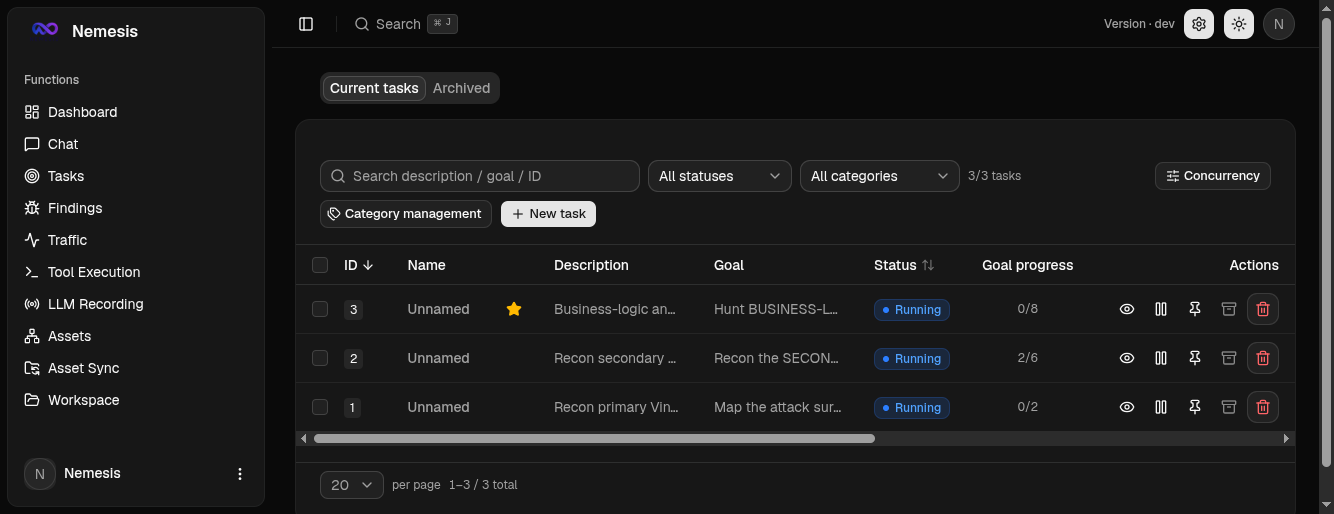 Nemesis
Functions
Dashboard
Chat
Tasks
Findings
Traffic
Tool Execution
LLM Recording
Assets
Asset Sync
Workspace
N Nemesis
Search ⌘ J
Version · dev N
Current tasks Archived
Search description / goal / ID All statuses All categories 3/3 tasks Concurrency
Category management + New task
ID ↓ Name Description Goal Status ↑↓ Goal progress Actions
3 Unnamed Business-logic an... Hunt BUSINESS-L... Running 0/8
2 Unnamed Recon secondary ... Recon the SECON... Running 2/6
1 Unnamed Recon primary Vin... Map the attack sur... Running 0/2
20 per page 1–3 / 3 total